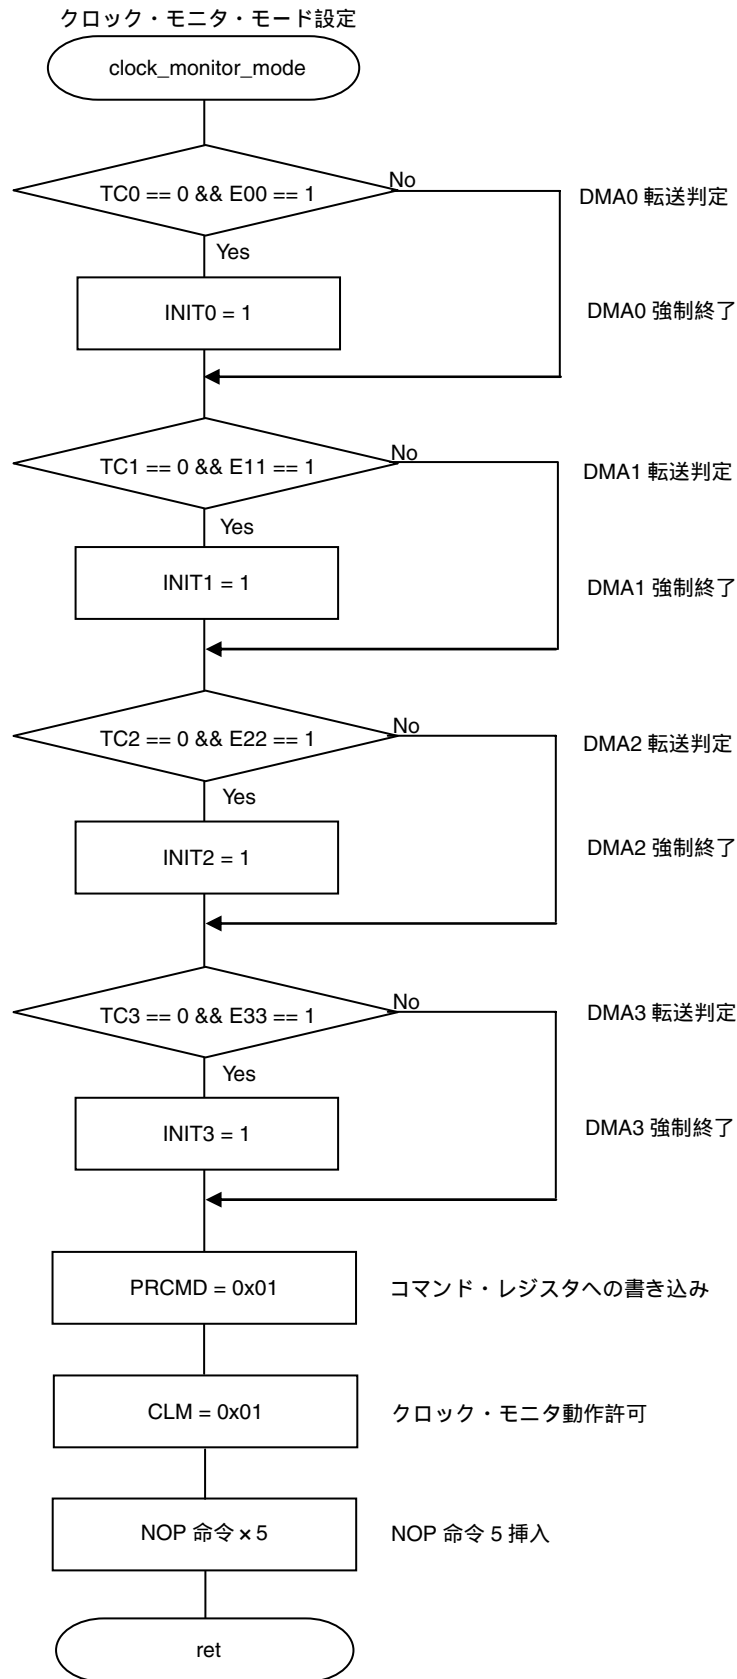 クロック・モニタ・モード設定
clock_monitor_mode
TC0 == 0 && E00 == 1
No
DMA0 転送判定
Yes
INIT0 = 1
DMA0 強制終了
TC1 == 0 && E11 == 1
No
DMA1 転送判定
Yes
INIT1 = 1
DMA1 強制終了
TC2 == 0 && E22 == 1
No
DMA2 転送判定
Yes
INIT2 = 1
DMA2 強制終了
TC3 == 0 && E33 == 1
No
DMA3 転送判定
Yes
INIT3 = 1
DMA3 強制終了
PRCMD = 0x01
コマンド・レジスタへの書き込み
CLM = 0x01
クロック・モニタ動作許可
NOP 命令 × 5
NOP 命令 5 挿入
ret